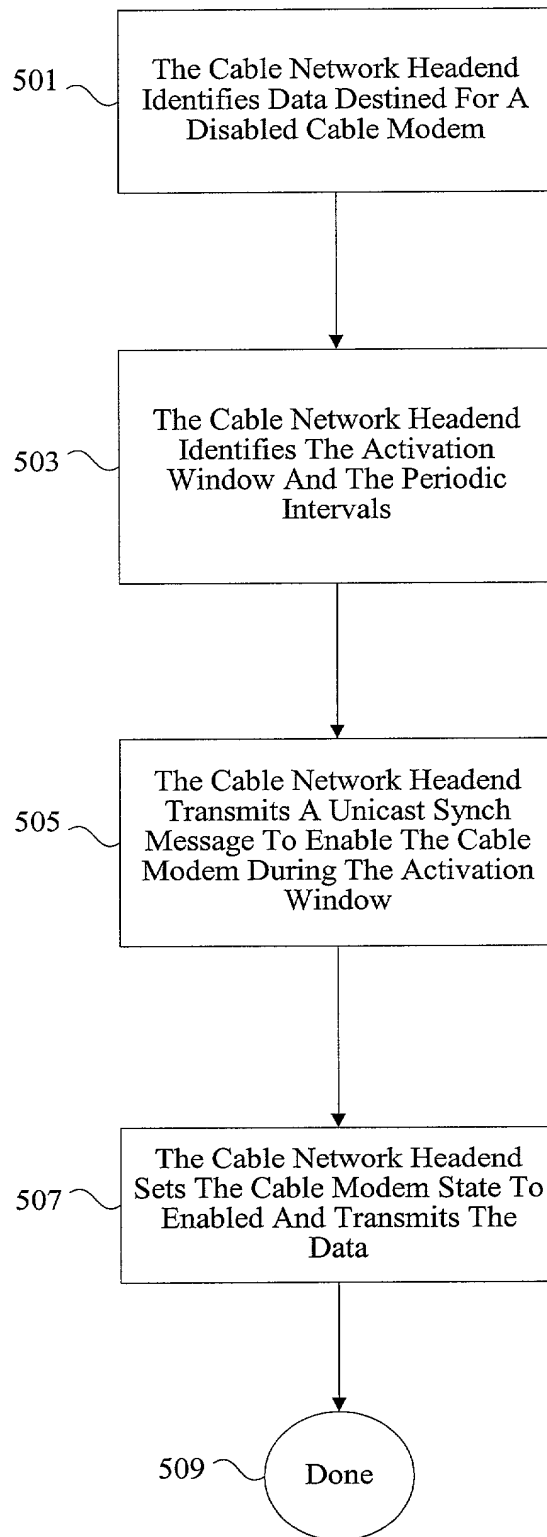 501
The Cable Network Headend
Identifies Data Destined For A
Disabled Cable Modem
503
The Cable Network Headend
Identifies The Activation
Window And The Periodic
Intervals
505
The Cable Network Headend
Transmits A Unicast Synch
Message To Enable The Cable
Modem During The Activation
Window
507
The Cable Network Headend
Sets The Cable Modem State To
Enabled And Transmits The
Data
509
Done